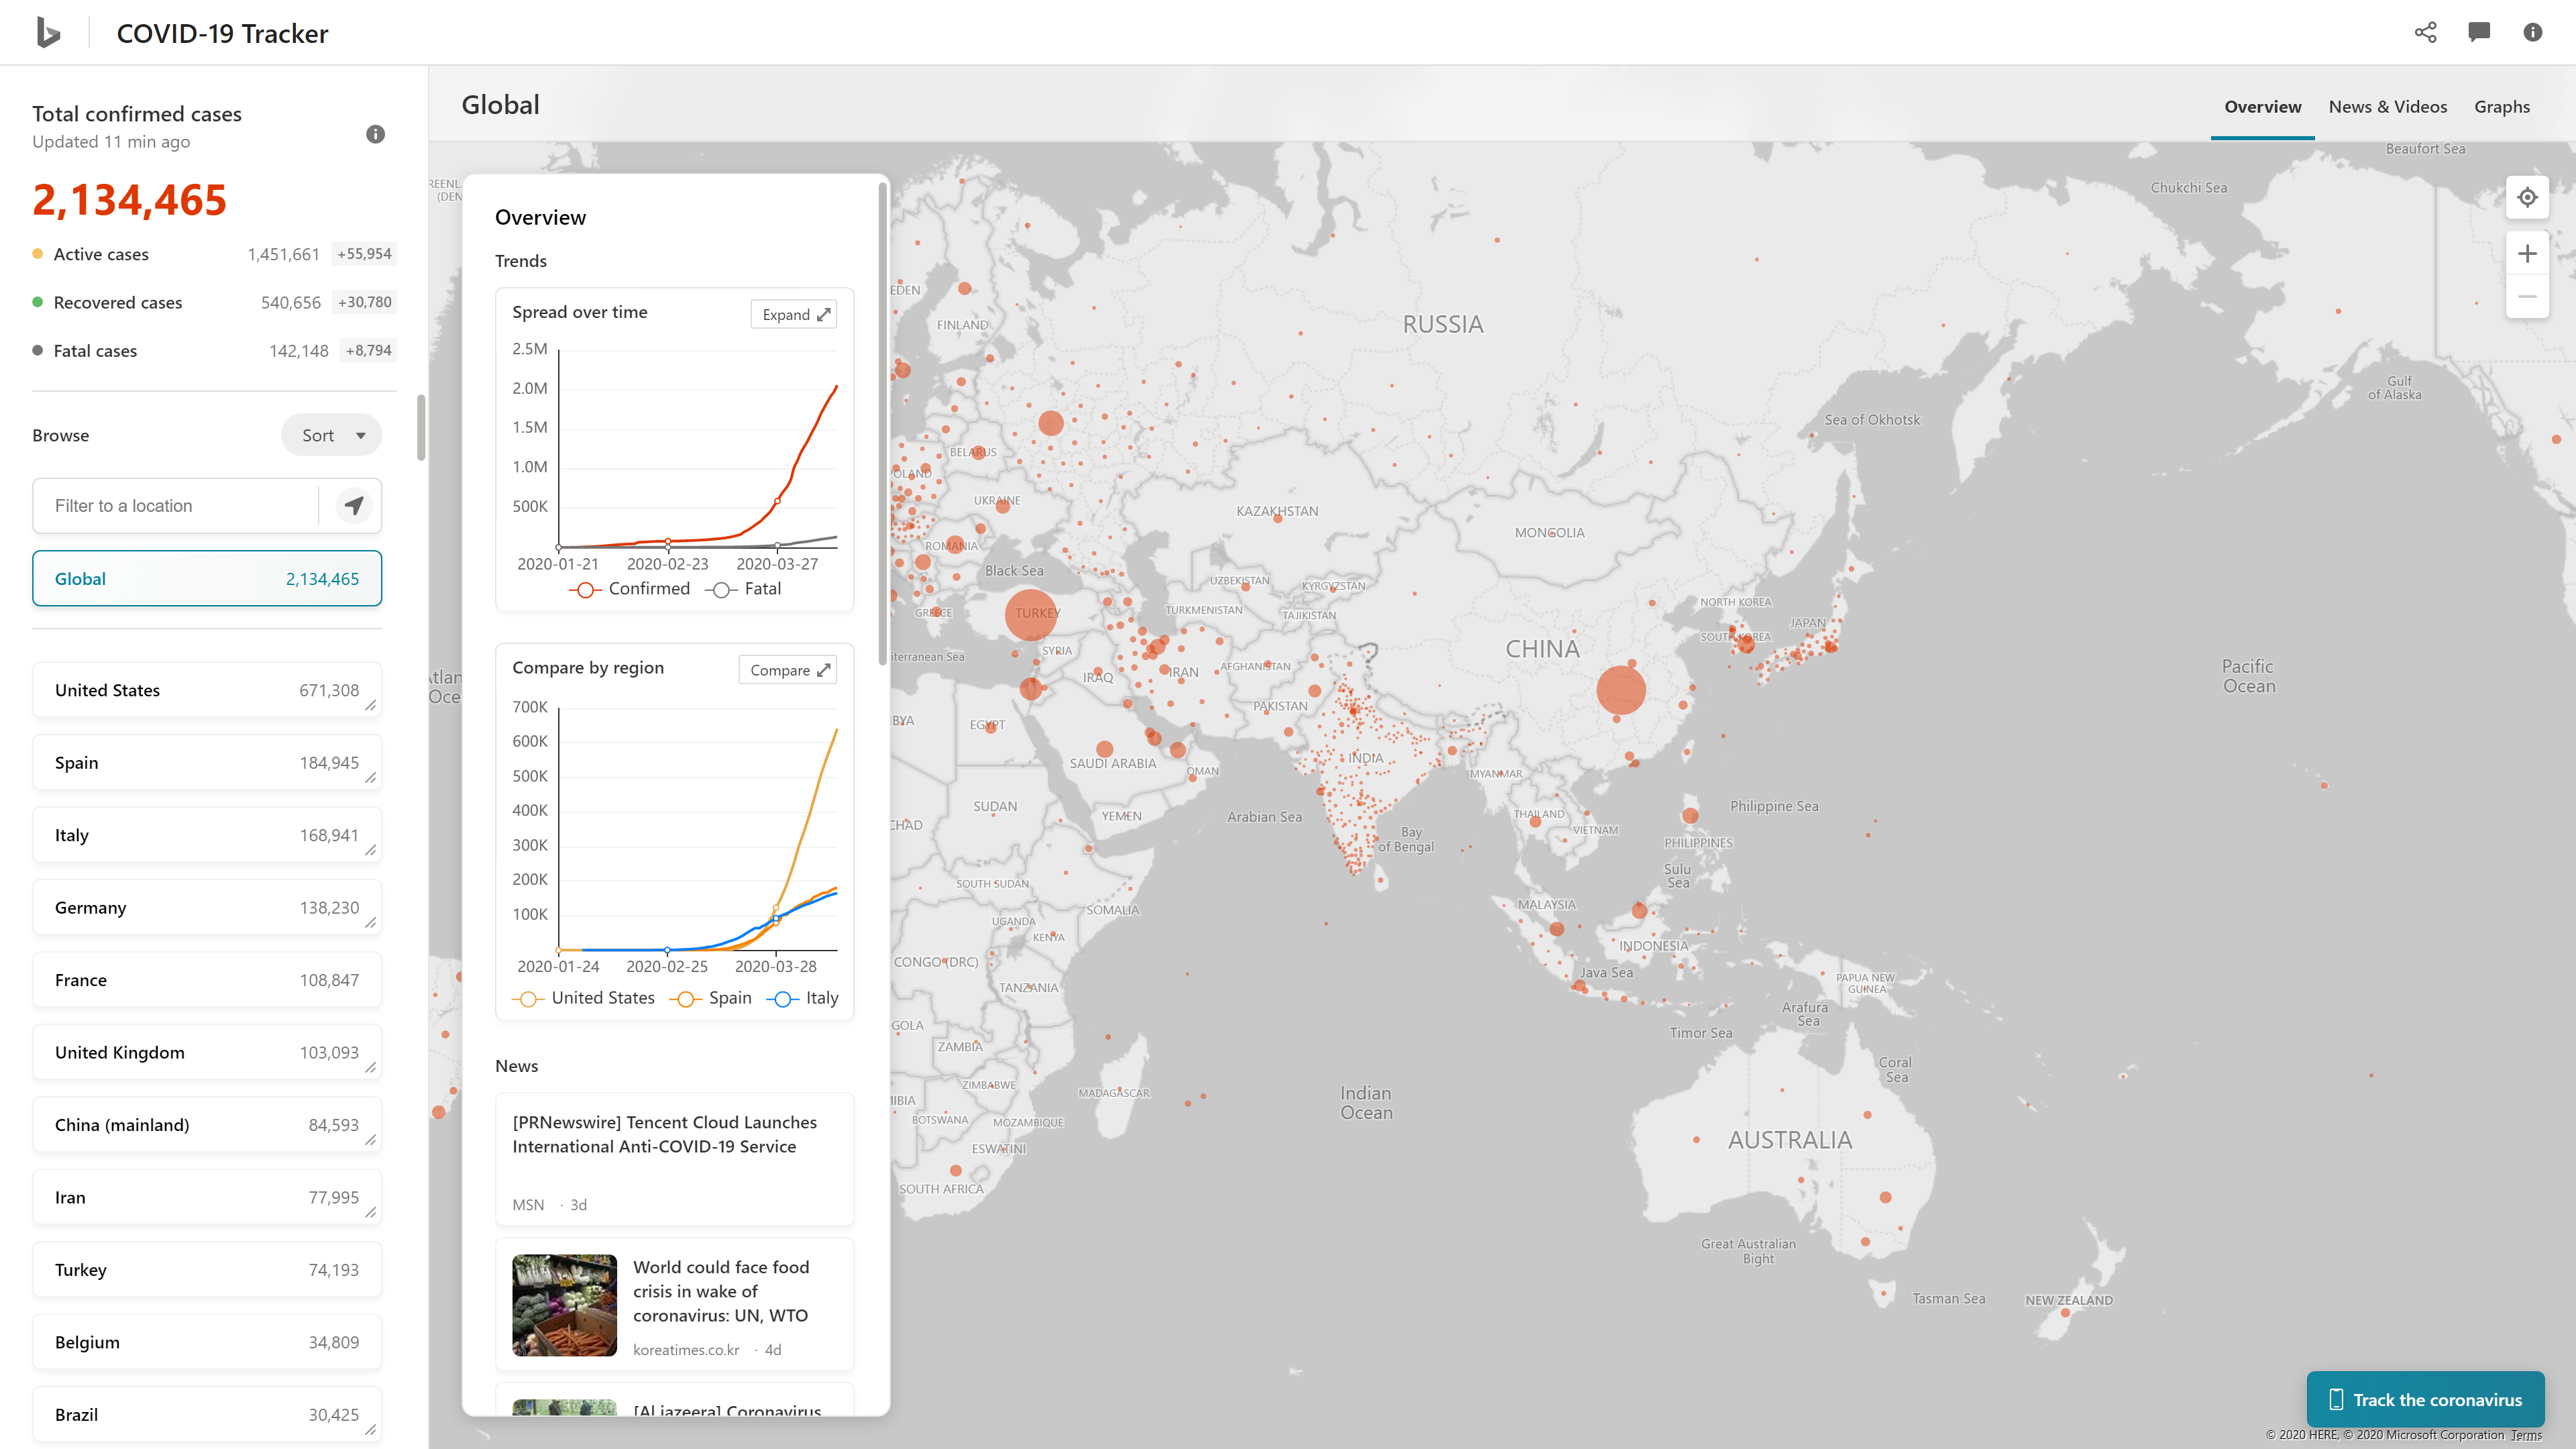 COVID-19 Tracker
Total confirmed cases
Updated 11 min ago
2,134,465
Active cases 1,451,661 +55,954
Recovered cases 540,656 +30,780
Fatal cases 142,148 +8,794
Browse
Sort
Filter to a location
Global 2,134,465
United States 671,308
Spain 184,945
Italy 168,941
Germany 138,230
France 108,847
United Kingdom 103,093
China (mainland) 84,593
Iran 77,995
Turkey 74,193
Belgium 34,809
Brazil 30,425
Global
Overview
News & Videos
Graphs
Overview
Trends
Spread over time
Expand
2.5M
2.0M
1.5M
1.0M
500K
2020-01-21 2020-02-23 2020-03-27
Confirmed Fatal
Compare by region
Compare
700K
600K
500K
400K
300K
200K
100K
2020-01-24 2020-02-25 2020-03-28
United States Spain Italy
News
[PRNewswire] Tencent Cloud Launches
International Anti-COVID-19 Service
MSN · 3d
World could face food
crisis in wake of
coronavirus: UN, WTO
koreatimes.co.kr · 4d
[Al jazeera] Coronavirus
Beaufort Sea
Chukchi Sea
REENL
(DEN
EDEN
FINLAND
RUSSIA
Gulf
of Alaska
Sea of Okhotsk
BELARUS
OLAND
UKRAINE
KAZAKHSTAN
MONGOLIA
ROMANIA
Black Sea
UZBEKISTAN
KYRGYZSTAN
NORTH KOREA
GREECE
TURKEY
TURKMENISTAN
TAJIKISTAN
JAPAN
SOUTH KOREA
CHINA
SYRIA
iterranean Sea
AFGHANISTAN
IRAQ
IRAN
Pacific
Ocean
Atlan
Oce
PAKISTAN
BYA
EGYPT
INDIA
SAUDI ARABIA
OMAN
MYANMAR
SUDAN
Philippine Sea
CHAD
YEMEN
Arabian Sea
THAILAND
Bay
of Bengal
VIETNAM
PHILIPPINES
Sulu
Sea
SOUTH SUDAN
MALAYSIA
SOMALIA
UGANDA
KENYA
INDONESIA
CONGO (DRC)
Java Sea
PAPUA NEW
GUINEA
TANZANIA
Arafura
Sea
GOLA
Timor Sea
ZAMBIA
Coral
Sea
ZIMBABWE
MADAGASCAR
Indian
Ocean
IBIA
BOTSWANA
MOZAMBIQUE
AUSTRALIA
ESWATINI
SOUTH AFRICA
Great Australian
Bight
Tasman Sea
NEW ZEALAND
Track the coronavirus
© 2020 HERE, © 2020 Microsoft Corporation Terms